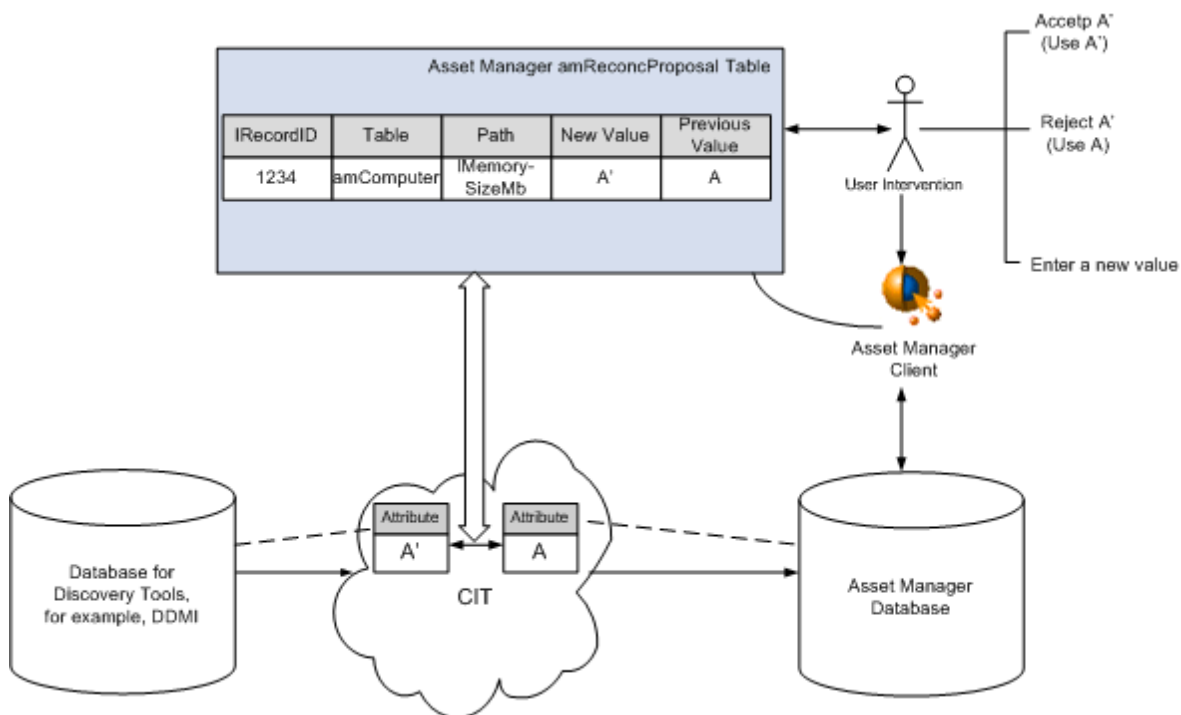 Asset Manager amReconcProposal Table
IRecordID Table Path New Value Previous
Value
1234 amComputer IMemory-
SizeMb A' A
Accetp A'
(Use A')
Reject A'
(Use A)
Enter a new value
User Intervention
Asset Manager
Client
Attribute
A'
Attribute
A
CIT
Database for
Discovery Tools,
for example, DDMI
Asset Manager
Database